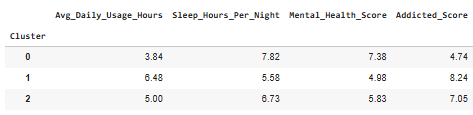 Avg_Daily_Usage_Hours Sleep_Hours_Per_Night Mental_Health_Score Addicted_Score
Cluster
0 3.84 7.82 7.38 4.74
1 6.48 5.58 4.98 8.24
2 5.00 6.73 5.83 7.05